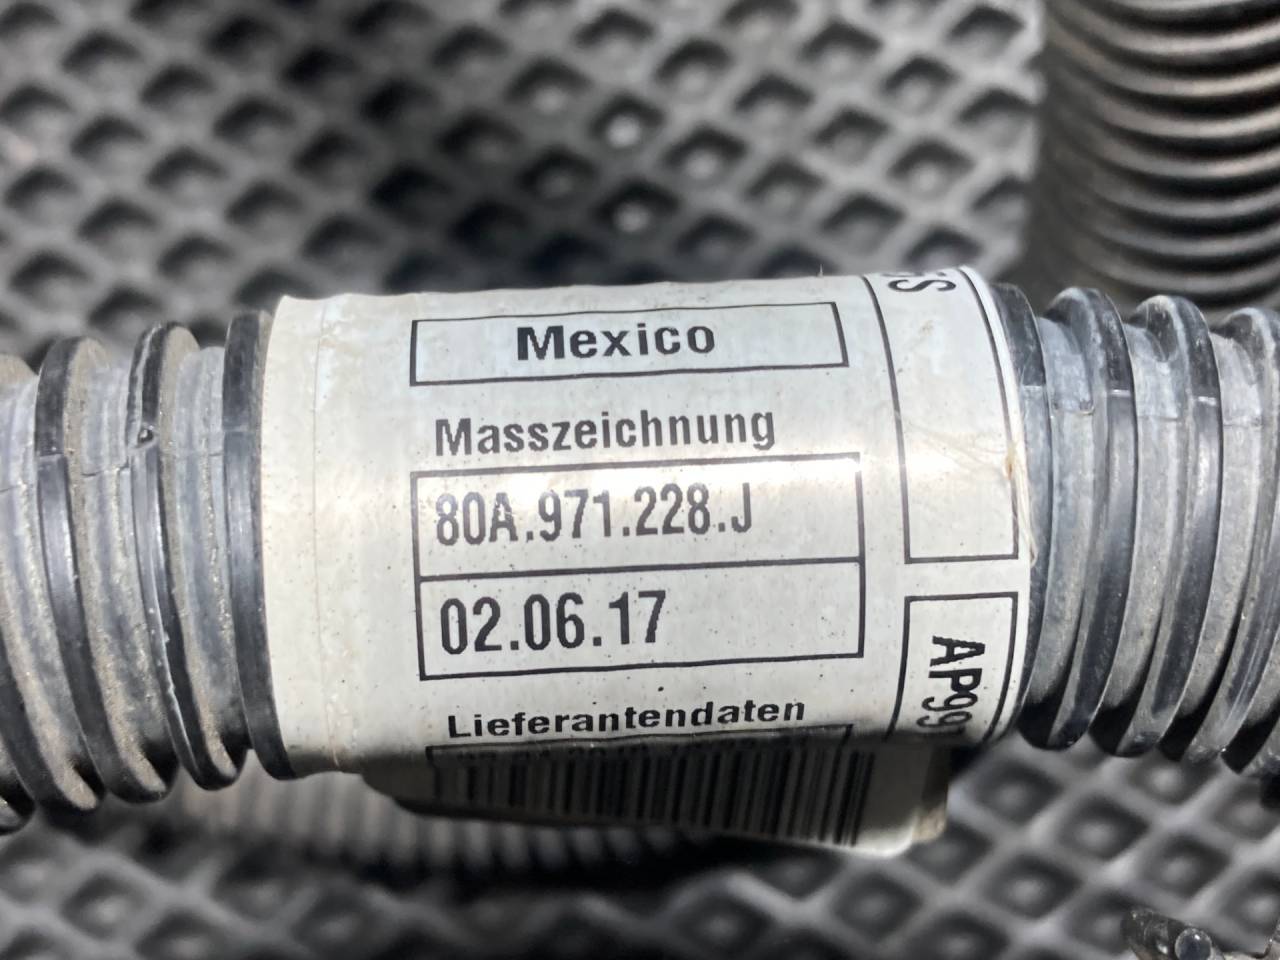 Mexico
Masszeichnung
80A.971.228.J
02.06.17
Lieferantendaten